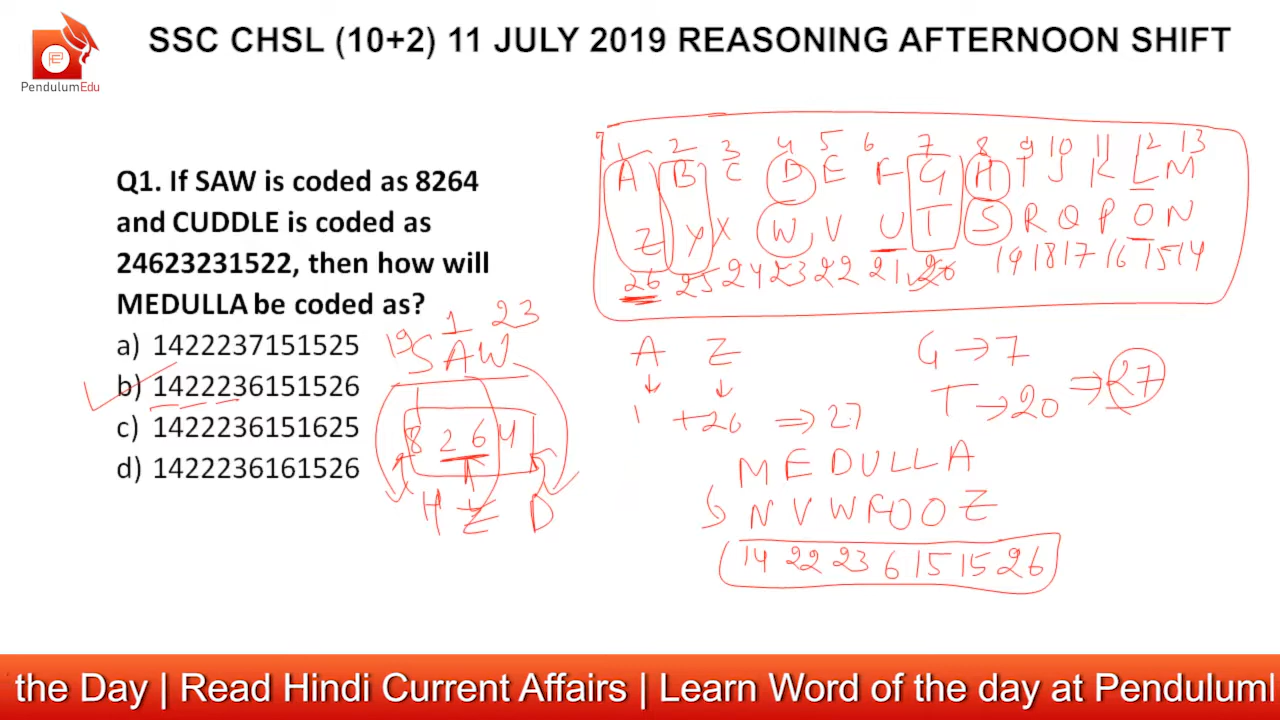 SSC CHSL (10+2) 11 JULY 2019 REASONING AFTERNOON SHIFT
PendulumEdu
Q1. If SAW is coded as 8264
and CUDDLE is coded as
24623231522, then how will
MEDULLA be coded as?
a) 1422237151525
b) 1422236151526
c) 1422236151625
d) 1422236161526
19 1 23
SAW
8 26 4
H Z D
1 2 3 4 5 6 7 8 9 10 11 12 13
A B C D E F G H I J K L M
Z Y X W V U T S R Q P O N
26 25 24 23 22 21 20 19 18 17 16 15 14
A Z
1 +26 => 27
G → 7
T → 20 => 27
MEDULLA
N V W F O O Z
14 22 23 6 15 15 26
the Day | Read Hindi Current Affairs | Learn Word of the day at Pendulum